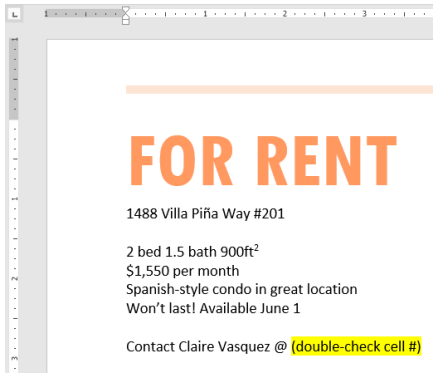 FOR RENT
1488 Villa Piña Way #201
2 bed 1.5 bath 900ft²
$1,550 per month
Spanish-style condo in great location
Won’t last! Available June 1
Contact Claire Vasquez @ (double-check cell #)